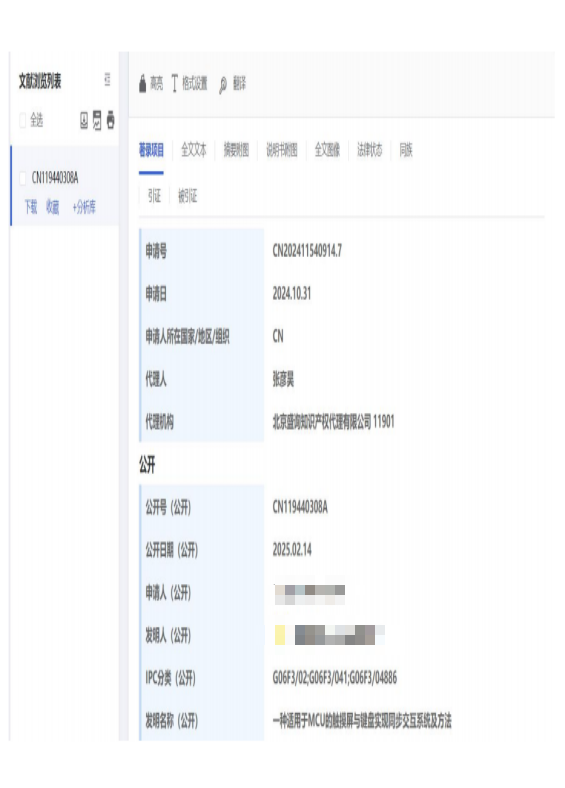 文献浏览列表
全选
CN119440308A
下载 收藏 +分析库
高亮 格式设置 翻译
著录项目 全文文本 摘要附图 说明书附图 全文图像 法律状态 同族
引证 被引证
申请号 CN202411540914.7
申请日 2024.10.31
申请人所在国家/地区/组织 CN
代理人 张彦昊
代理机构 北京盛询知识产权代理有限公司 11901
公开
公开号 (公开) CN119440308A
公开日期 (公开) 2025.02.14
申请人 (公开)
发明人 (公开)
IPC分类 (公开) G06F3/02;G06F3/041;G06F3/04886
发明名称 (公开) 一种适用于MCU的触摸屏与键盘实现同步交互系统及方法